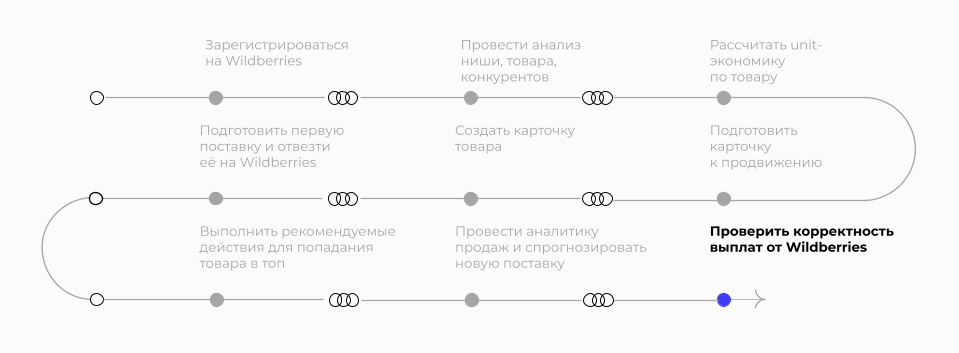 Зарегистрироваться
на Wildberries
Провести анализ
ниши, товара,
конкурентов
Рассчитать unit-
экономику
по товару
Подготовить первую
поставку и отвезти
её на Wildberries
Создать карточку
товара
Подготовить
карточку
к продвижению
Выполнить рекомендуемые
действия для попадания
товара в топ
Провести аналитику
продаж и спрогнозировать
новую поставку
Проверить корректность
выплат от Wildberries